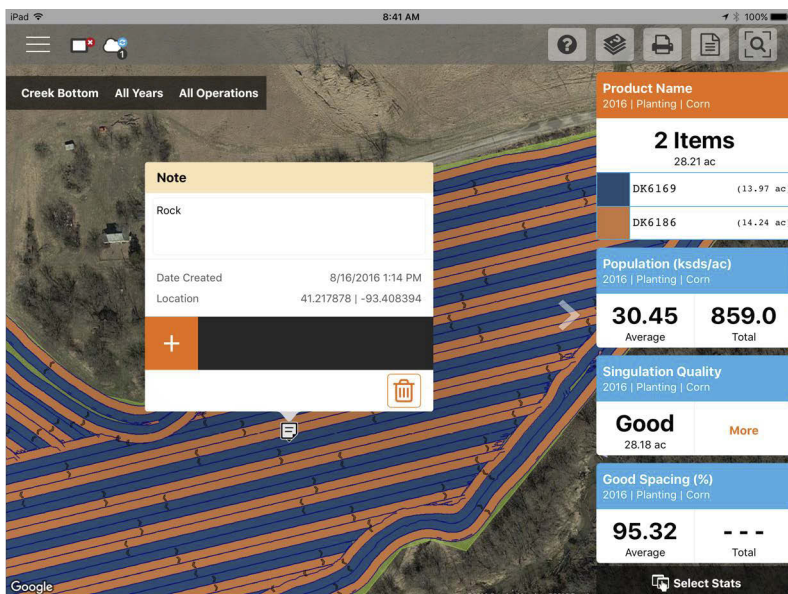 iPad 8:41 AM 100%
1
Creek Bottom All Years All Operations
Note
Rock
Date Created 8/16/2016 1:14 PM
Location 41.217878 | -93.408394
+
Product Name
2016 | Planting | Corn
2 Items
28.21 ac
DK6169 (13.97 ac
DK6186 (14.24 ac
Population (ksds/ac)
2016 | Planting | Corn
30.45 859.0
Average Total
Singulation Quality
2016 | Planting | Corn
Good More
28.18 ac
Good Spacing (%)
2016 | Planting | Corn
95.32 - - -
Average Total
Select Stats
Google